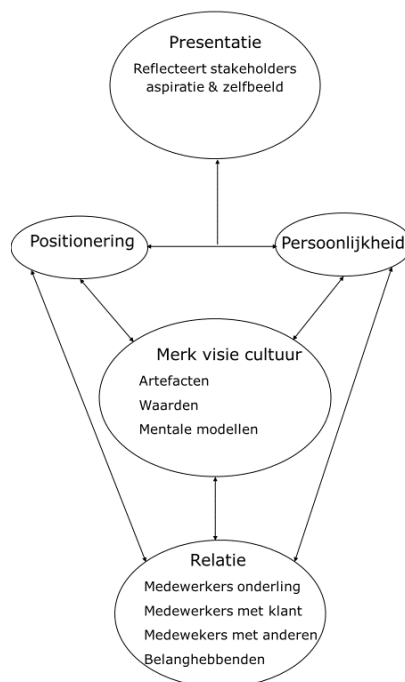 Presentatie
Reflecteert stakeholders
aspiratie & zelfbeeld
Positionering
Persoonlijkheid
Merk visie cultuur
Artefacten
Waarden
Mentale modellen
Relatie
Medewerkers onderling
Medewerkers met klant
Medewekers met anderen
Belanghebbenden